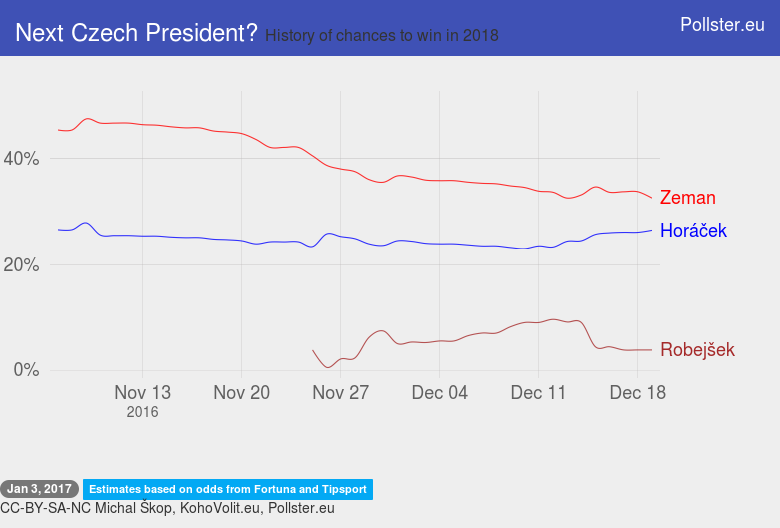 Next Czech President? History of chances to win in 2018
Pollster.eu
40%
20%
0%
Zeman
Horáček
Robejšek
Nov 13 Nov 20 Nov 27 Dec 04 Dec 11 Dec 18
2016
Jan 3, 2017 Estimates based on odds from Fortuna and Tipsport
CC-BY-SA-NC Michal Škop, KohoVolit.eu, Pollster.eu